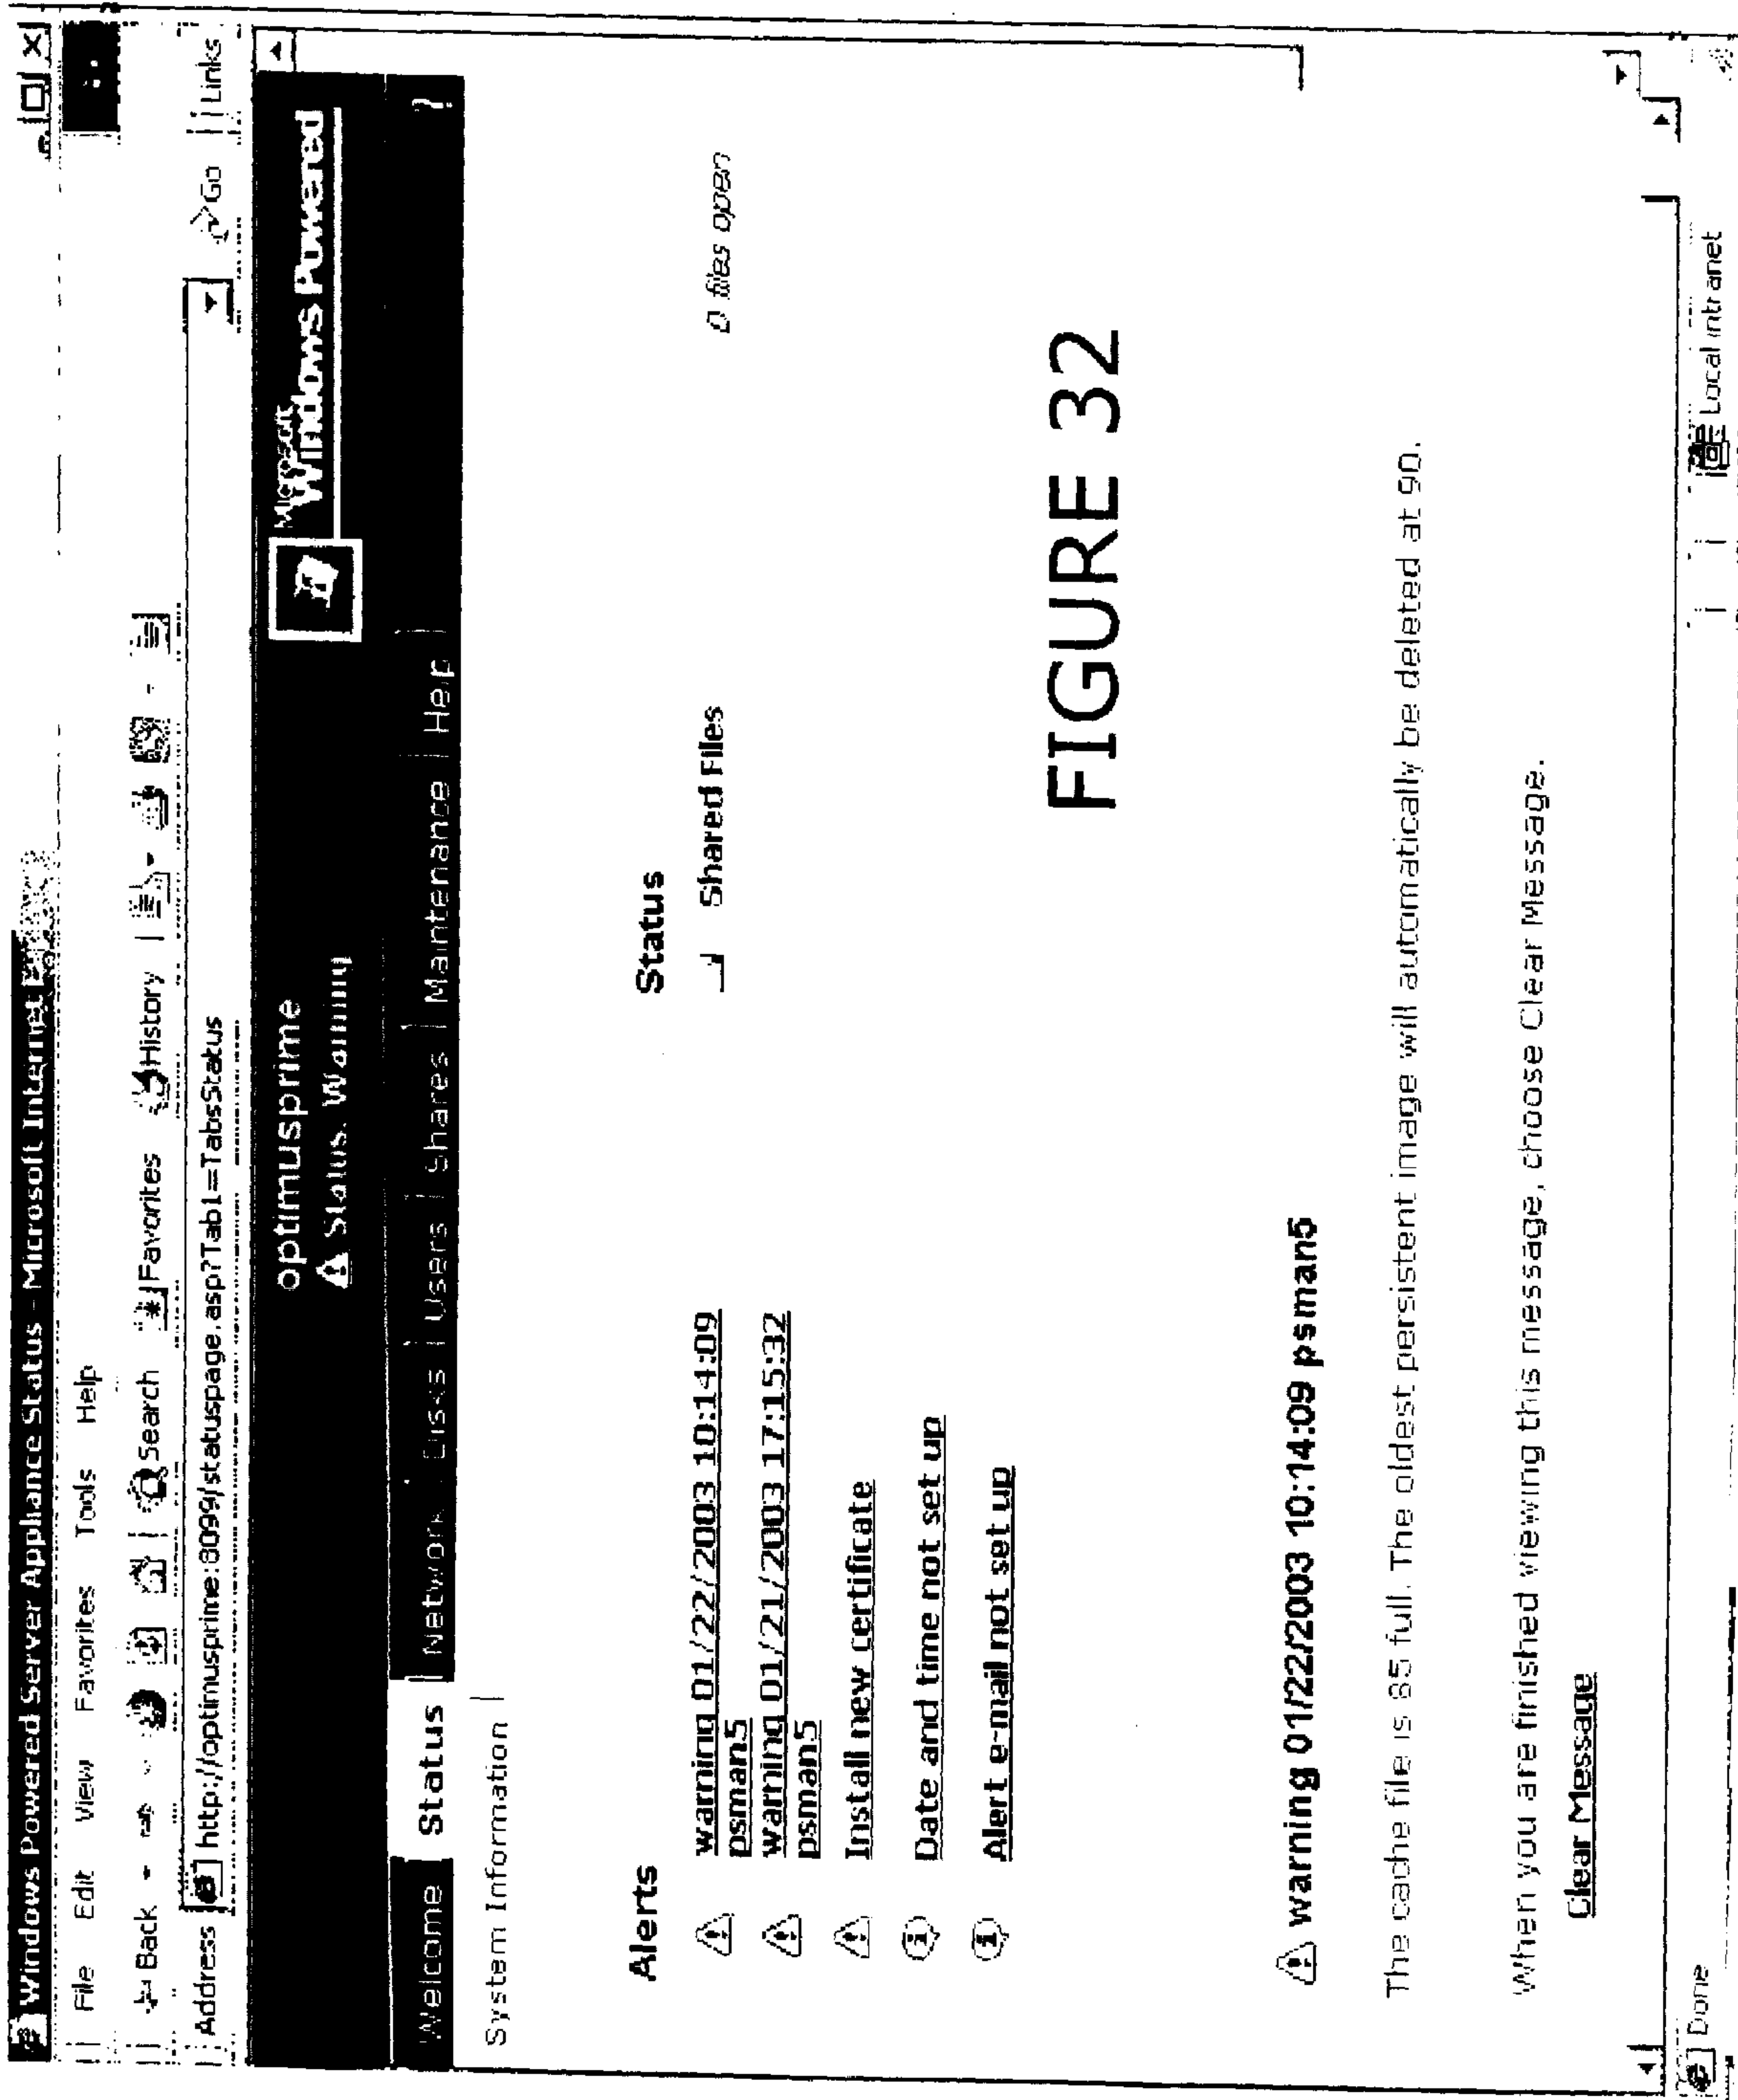 Windows Powered Server Appliance Status - Microsoft Internet
File Edit View Favorites Tools Help
Back Search Favorites History
Address http://optimusprime:8099/statuspage.asp?Tab1=TabsStatus Go Links
optimusprime
Status: Warning
Microsoft
Windows Powered
Welcome | Status | Network | Disks | Users | Shares | Maintenance | Help ?
System Information |
Alerts
warning 01/22/2003 10:14:09
psman5
warning 01/21/2003 17:15:32
psman5
Install new certificate
Date and time not set up
Alert e-mail not set up
Status
Shared Files 0 files open
FIGURE 32
warning 01/22/2003 10:14:09 psman5
The cache file is 85 full. The oldest persistent image will automatically be deleted at 90.
When you are finished viewing this message, choose Clear Message.
Clear Message
Done Local intranet